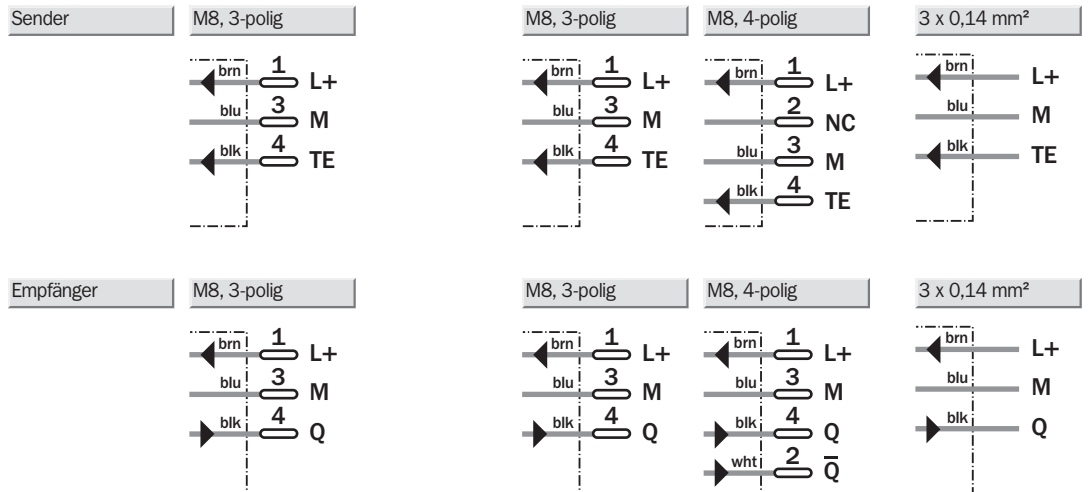 Sender
M8, 3-polig
M8, 3-polig
M8, 4-polig
3 x 0,14 mm²
brn 1 L+
blu 3 M
blk 4 TE
brn 1 L+
blu 3 M
blk 4 TE
brn 1 L+
2 NC
blu 3 M
blk 4 TE
brn L+
blu M
blk TE
Empfänger
M8, 3-polig
M8, 3-polig
M8, 4-polig
3 x 0,14 mm²
brn 1 L+
blu 3 M
blk 4 Q
brn 1 L+
blu 3 M
blk 4 Q
brn 1 L+
blu 3 M
blk 4 Q
wht 2 Q̅
brn L+
blu M
blk Q